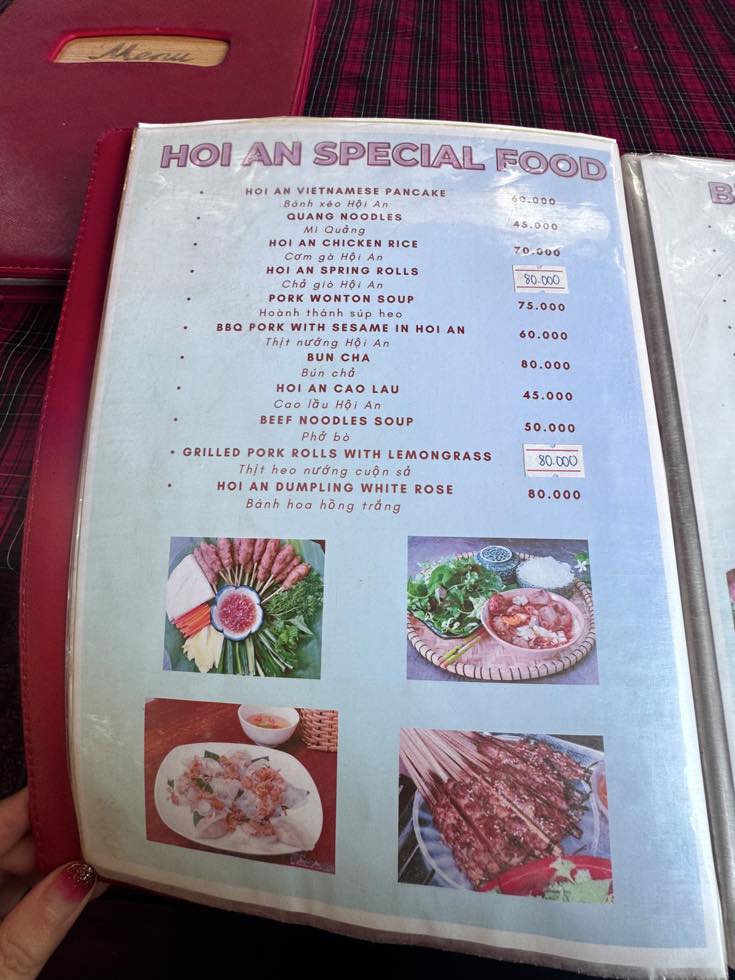 Menu
HOI AN SPECIAL FOOD
• HOI AN VIETNAMESE PANCAKE 60.000
Bánh xèo Hội An
• QUANG NOODLES 45.000
Mì Quảng
• HOI AN CHICKEN RICE 70.000
Cơm gà Hội An
• HOI AN SPRING ROLLS 80.000
Chả giò Hội An
• PORK WONTON SOUP 75.000
Hoành thánh súp heo
• BBQ PORK WITH SESAME IN HOI AN 60.000
Thịt nướng Hội An
• BUN CHA 80.000
Bún chả
• HOI AN CAO LAU 45.000
Cao lầu Hội An
• BEEF NOODLES SOUP 50.000
Phở bò
• GRILLED PORK ROLLS WITH LEMONGRASS 80.000
Thịt heo nướng cuộn sả
• HOI AN DUMPLING WHITE ROSE 80.000
Bánh hoa hồng trắng